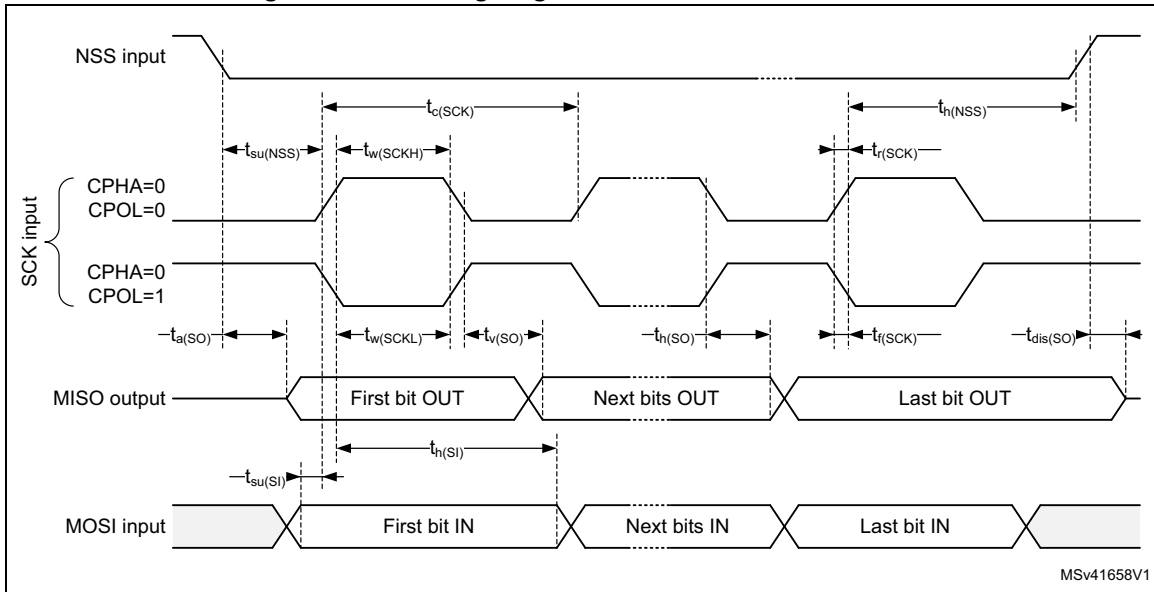 NSS input
tc(SCK)
th(NSS)
tsu(NSS)
tw(SCKH)
tr(SCK)
SCK input
CPHA=0
CPOL=0
CPHA=0
CPOL=1
ta(SO)
tw(SCKL)
tv(SO)
th(SO)
tf(SCK)
tdis(SO)
MISO output
First bit OUT
Next bits OUT
Last bit OUT
th(SI)
tsu(SI)
MOSI input
First bit IN
Next bits IN
Last bit IN
MSv41658V1